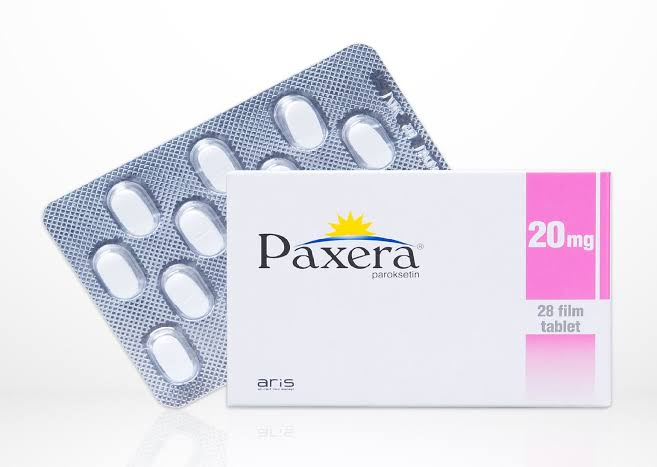 Paxera®
paroksetin
20mg
28 film
tablet
aris